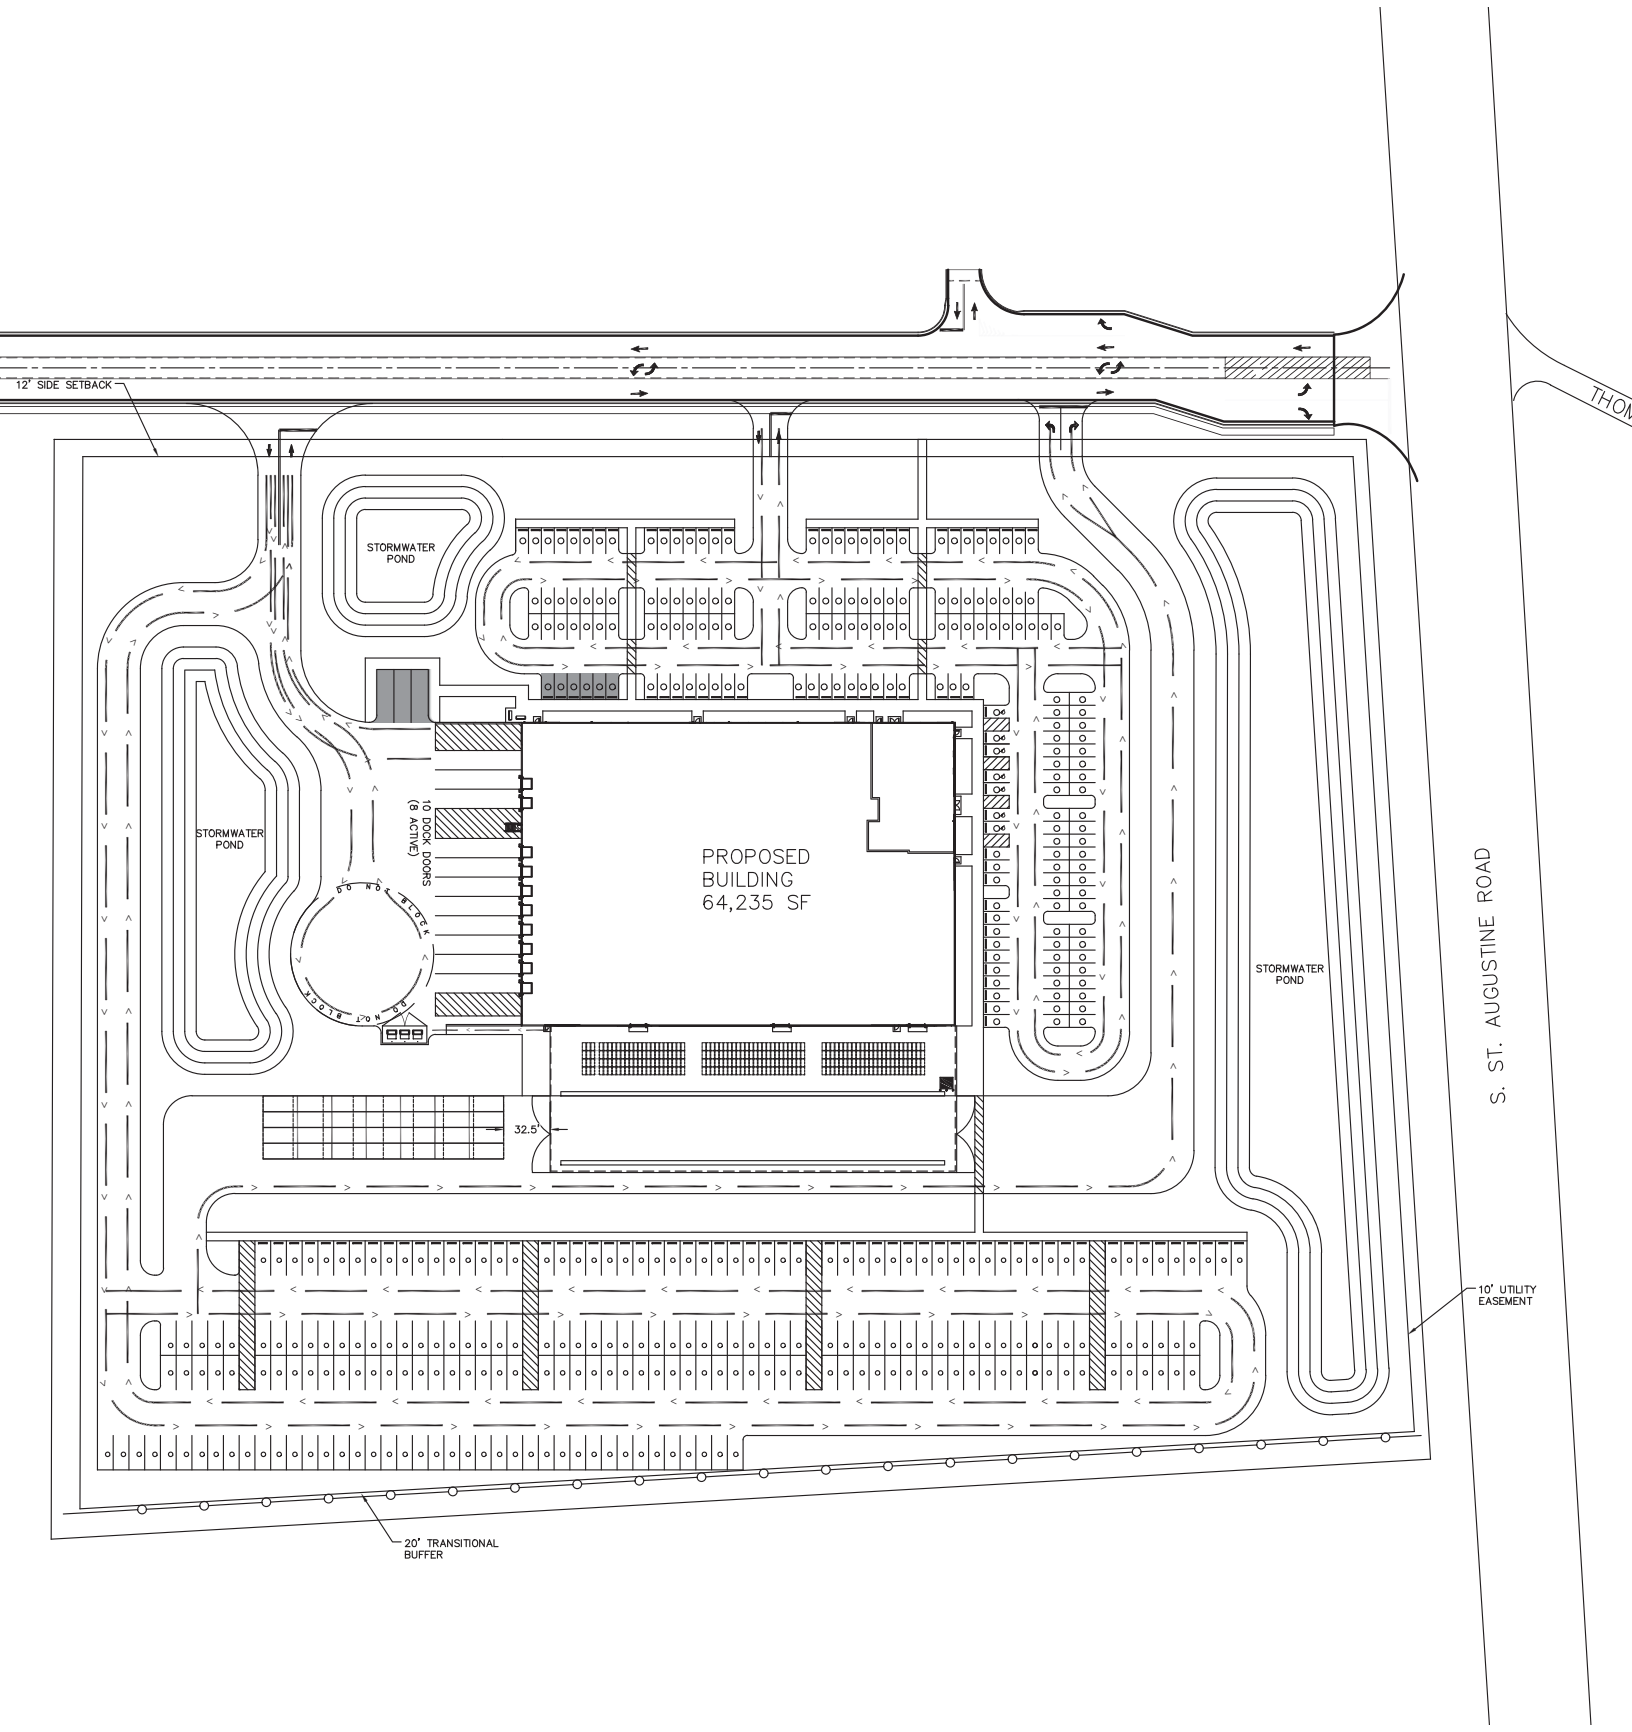 12' SIDE SETBACK
STORMWATER
POND
10 DOCK DOORS
(8 ACTIVE)
STORMWATER
POND
PROPOSED
BUILDING
64,235 SF
DO NOT BLOCK
DO NOT BLOCK
STORMWATER
POND
S. ST. AUGUSTINE ROAD
THOM
32.5'
10' UTILITY
EASEMENT
20' TRANSITIONAL
BUFFER